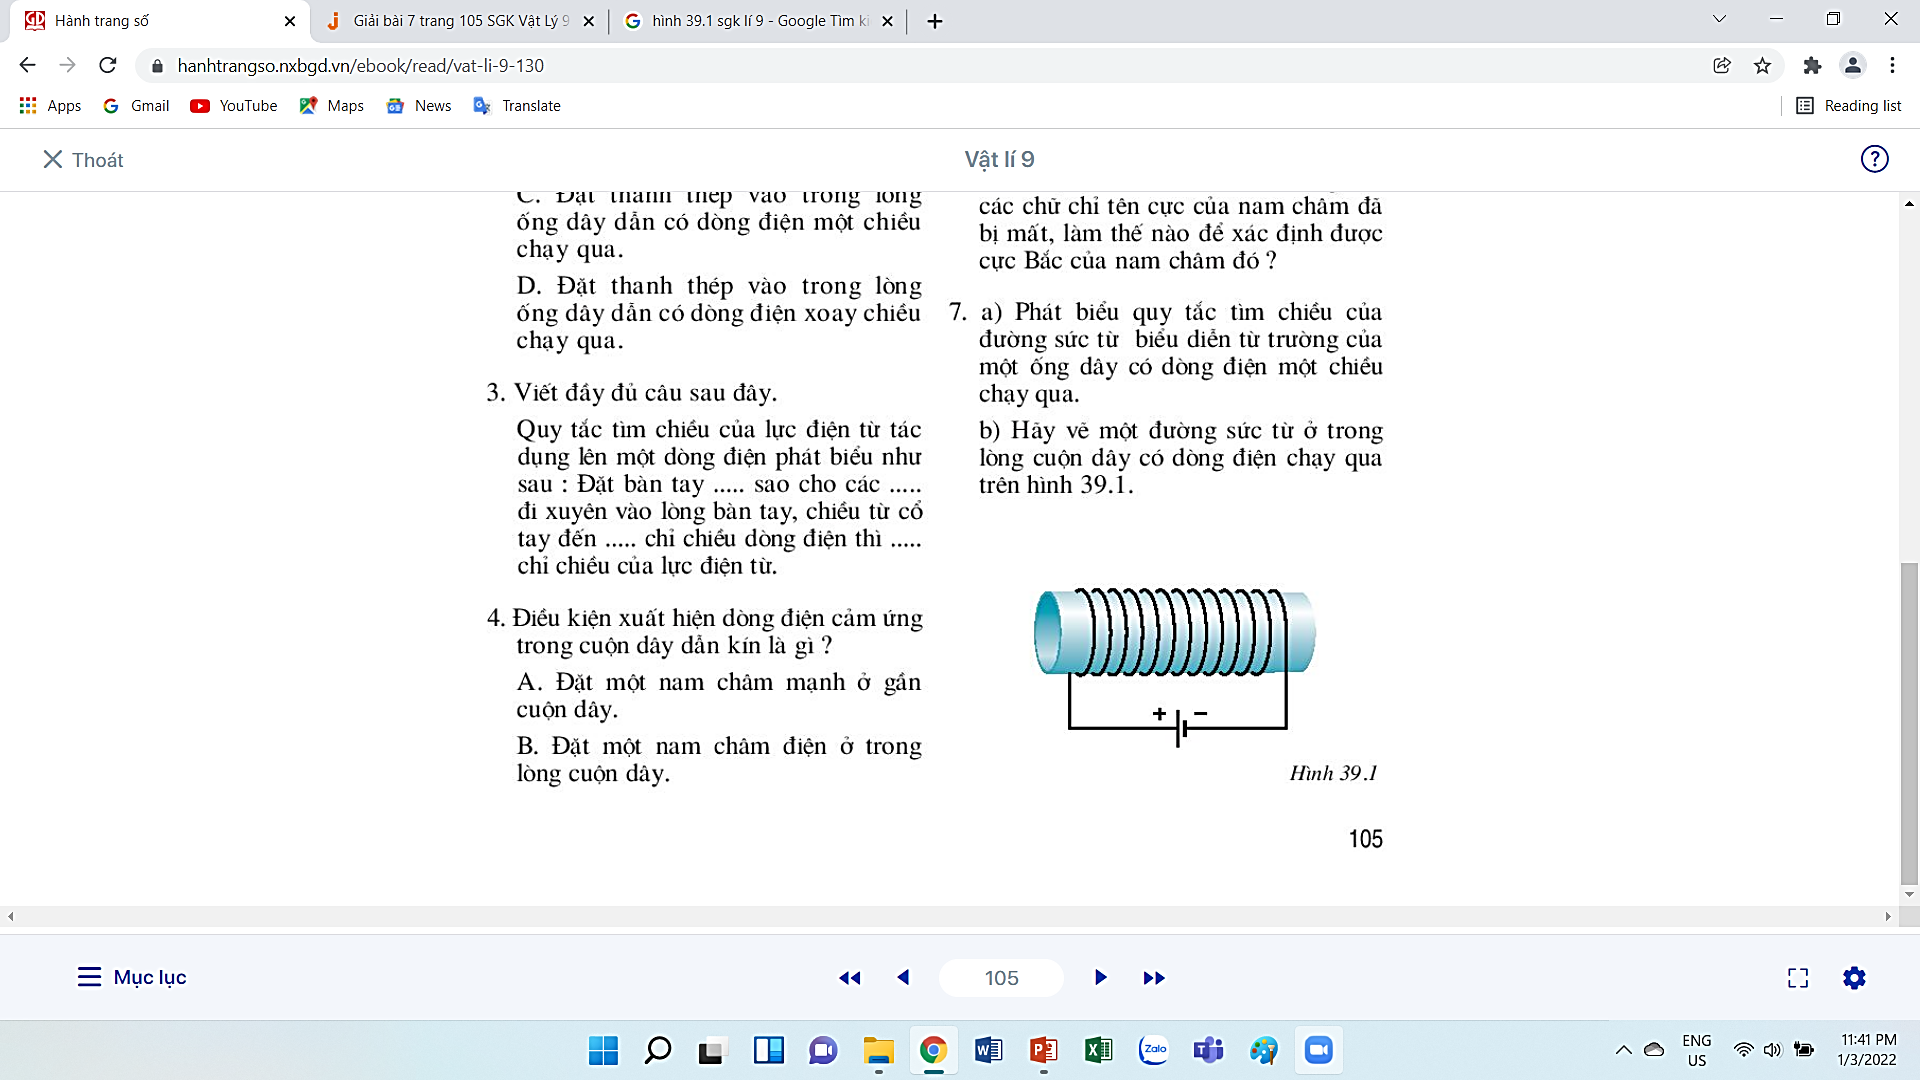 Hành trang số
Giải bài 7 trang 105 SGK Vật Lý 9
hình 39.1 sgk lí 9 - Google Tìm ki
hanhtrangso.nxbgd.vn/ebook/read/vat-li-9-130
Apps
Gmail
YouTube
Maps
News
Translate
Reading list
Thoát
Vật lí 9
C. Đặt thanh thép vào trong lòng
ống dây dẫn có dòng điện một chiều
chạy qua.
D. Đặt thanh thép vào trong lòng
ống dây dẫn có dòng điện xoay chiều
chạy qua.
3. Viết đầy đủ câu sau đây.
Quy tắc tìm chiều của lực điện từ tác
dụng lên một dòng điện phát biểu như
sau : Đặt bàn tay ..... sao cho các .....
đi xuyên vào lòng bàn tay, chiều từ cổ
tay đến ..... chỉ chiều dòng điện thì .....
chỉ chiều của lực điện từ.
4. Điều kiện xuất hiện dòng điện cảm ứng
trong cuộn dây dẫn kín là gì ?
A. Đặt một nam châm mạnh ở gần
cuộn dây.
B. Đặt một nam châm điện ở trong
lòng cuộn dây.
các chữ chỉ tên cực của nam châm đã
bị mất, làm thế nào để xác định được
cực Bắc của nam châm đó ?
7. a) Phát biểu quy tắc tìm chiều của
đường sức từ biểu diễn từ trường của
một ống dây có dòng điện một chiều
chạy qua.
b) Hãy vẽ một đường sức từ ở trong
lòng cuộn dây có dòng điện chạy qua
trên hình 39.1.
+ −
Hình 39.1
105
Mục lục
105
Zalo
ENG
US
11:41 PM
1/3/2022